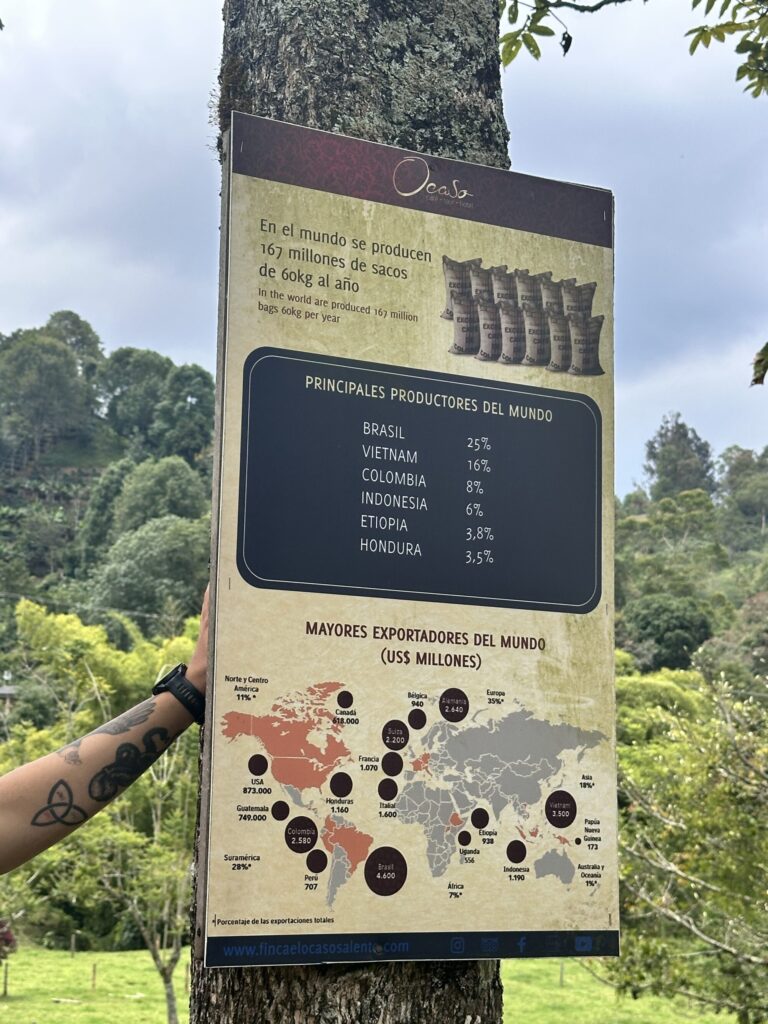 Ocaso
En el mundo se producen
167 millones de sacos
de 60kg al año
In the world are produced 167 million
bags 60kg per year
PRINCIPALES PRODUCTORES DEL MUNDO
BRASIL 25%
VIETNAM 16%
COLOMBIA 8%
INDONESIA 6%
ETIOPIA 3,8%
HONDURA 3,5%
MAYORES EXPORTADORES DEL MUNDO
(US$ MILLONES)
Norte y Centro
América
11% *
Canadá
618.000
Bélgica
940
Alemania
2.640
Europa
35%*
Suiza
2.200
Francia
1.070
USA
873.000
Honduras
1.160
Italia
1.600
Asia
18%*
Guatemala
749.000
Colombia
2.580
Vietnam
3.500
Etiopía
938
Papúa
Nueva
Guinea
173
Uganda
556
Suramérica
28%*
Perú
707
Brasil
4.600
Indonesia
1.190
África
7%*
Australia y
Oceanía
1%*
* Porcentaje de las exportaciones totales
www.fincaelocasosalento.com